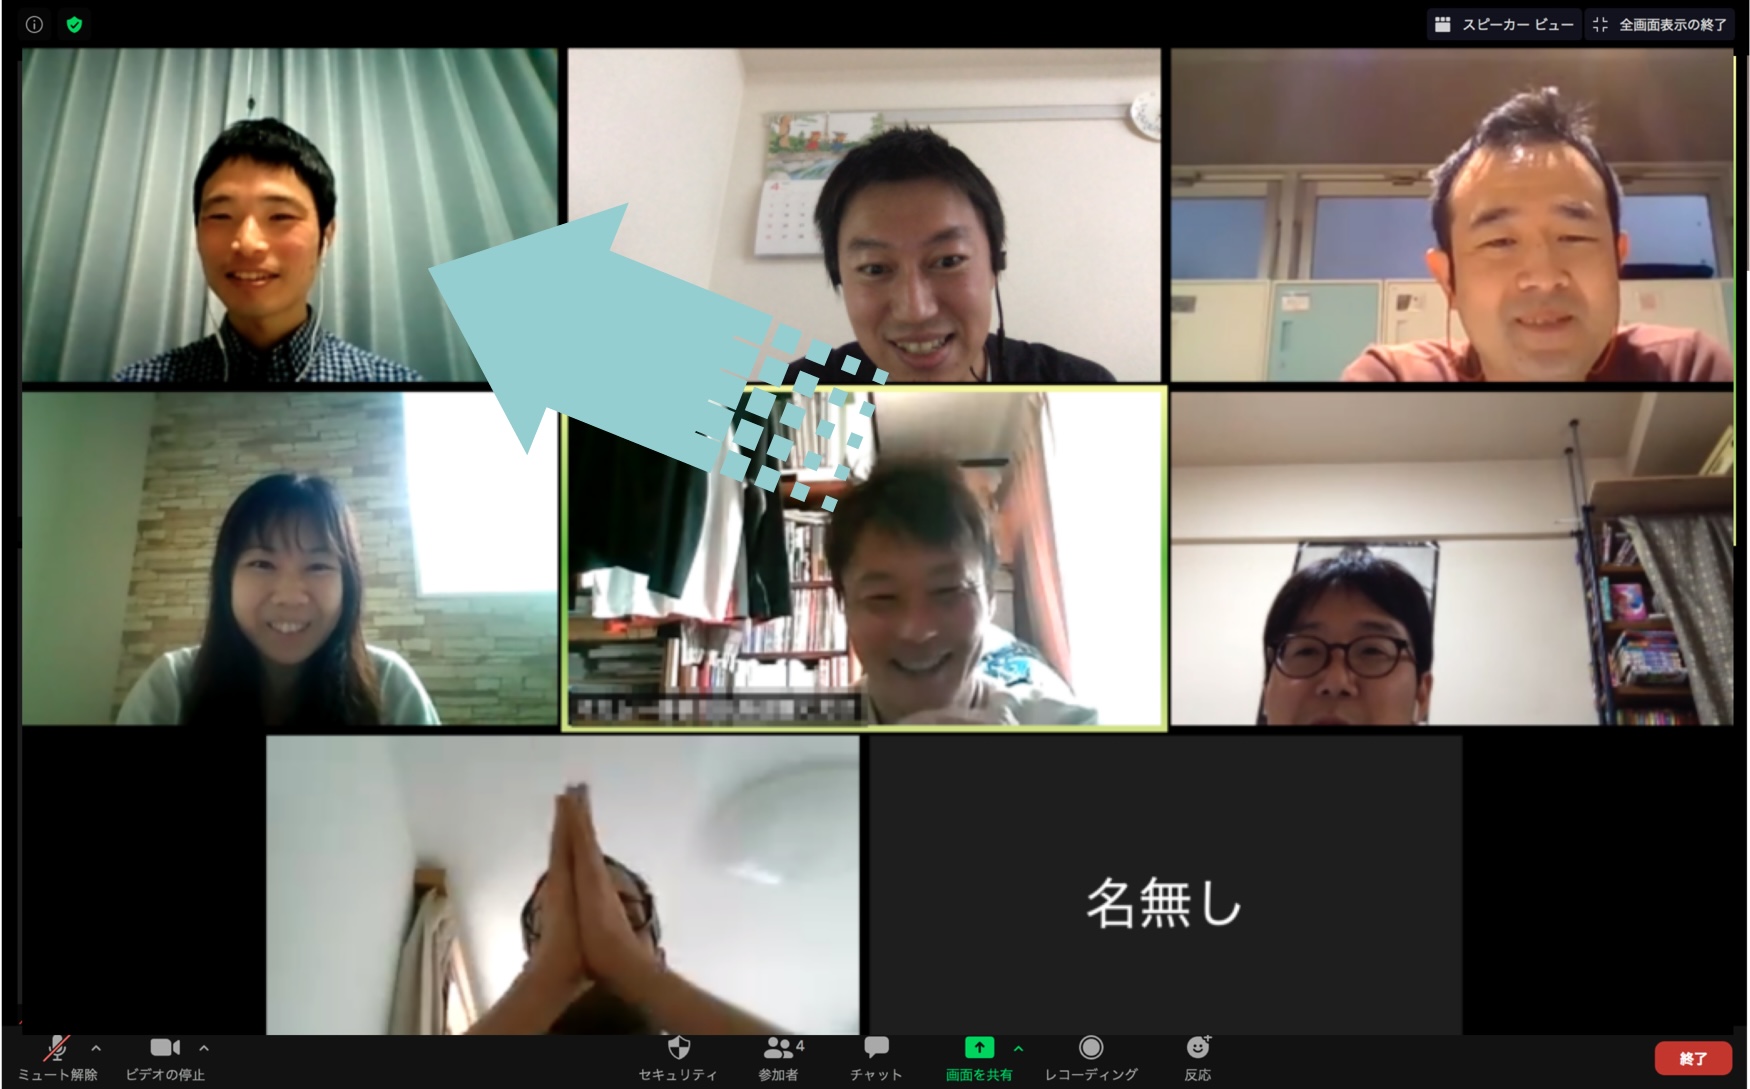 スピーカー ビュー
全画面表示の終了
名無し
ミュート解除
ビデオの停止
セキュリティ
4
参加者
チャット
画面を共有
レコーディング
反応
終了